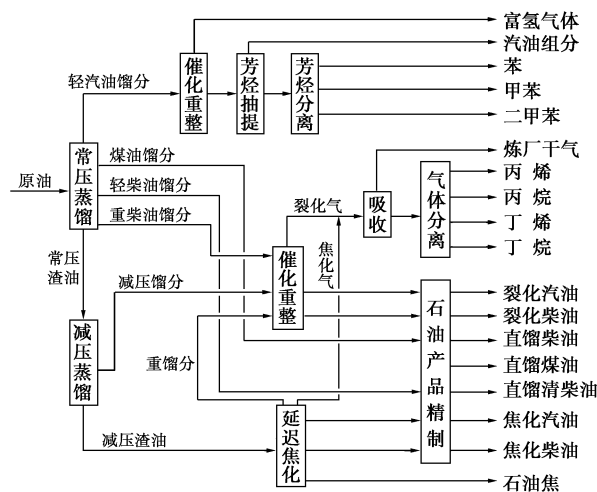 富氢气体
汽油组分
苯
甲苯
二甲苯
轻汽油馏分
催化重整
芳烃抽提
芳烃分离
原油
常压蒸馏
煤油馏分
轻柴油馏分
重柴油馏分
炼厂干气
丙烯
丙烷
丁烯
丁烷
裂化气
吸收
气体分离
常压
渣油
焦化气
催化重整
减压馏分
减压蒸馏
重馏分
石油产品精制
裂化汽油
裂化柴油
直馏柴油
直馏煤油
直馏清柴油
焦化汽油
焦化柴油
石油焦
减压渣油
延迟焦化